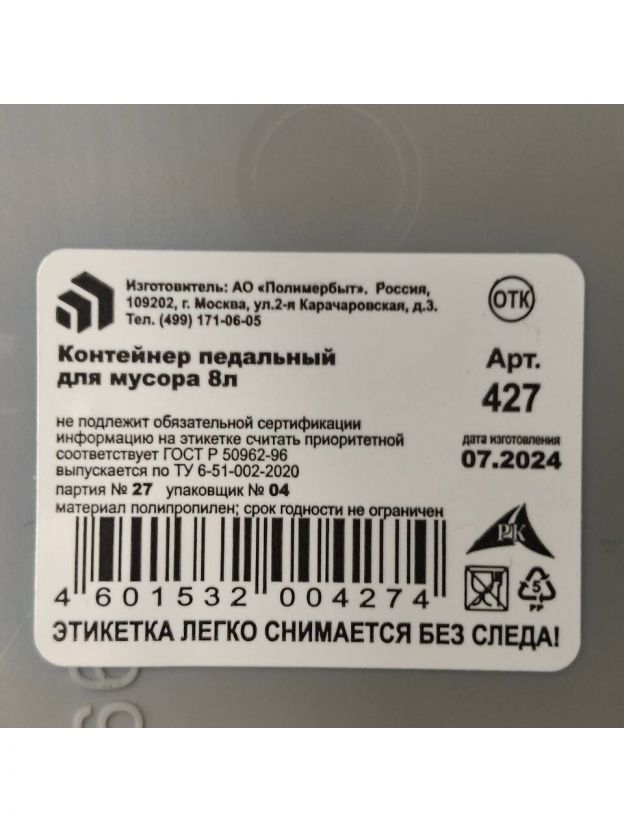 Изготовитель: АО «Полимербыт». Россия,
109202, г. Москва, ул.2-я Карачаровская, д.3.
Тел. (499) 171-06-05
ОТК
Контейнер педальный
для мусора 8л
Арт.
427
не подлежит обязательной сертификации
информацию на этикетке считать приоритетной
соответствует ГОСТ Р 50962-96
выпускается по ТУ 6-51-002-2020
партия № 27 упаковщик № 04
материал полипропилен; срок годности не ограничен
дата изготовления
07.2024
РК
5
PP
4 601532 004274
ЭТИКЕТКА ЛЕГКО СНИМАЕТСЯ БЕЗ СЛЕДА!